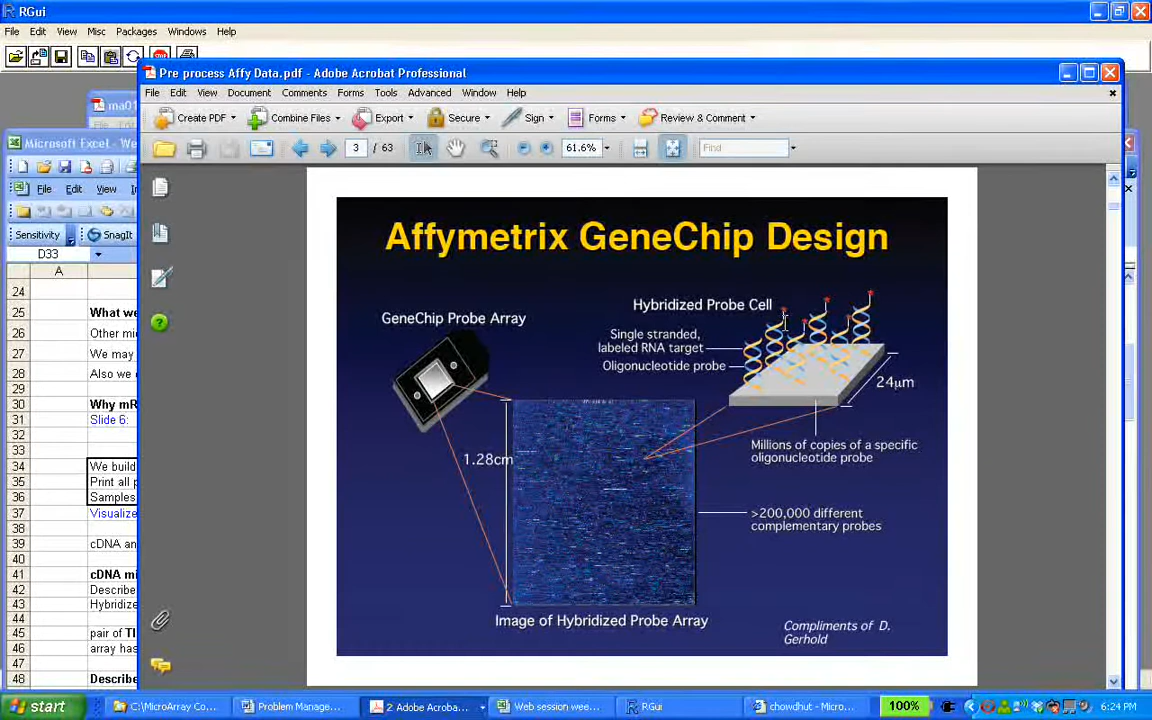 RGui
File Edit View Misc Packages Windows Help
Pre process Affy Data.pdf - Adobe Acrobat Professional
File Edit View Document Comments Forms Tools Advanced Window Help
Create PDF Combine Files Export Secure Sign Forms Review & Comment
3 / 63 61.6% Find
Microsoft Excel - We
File Edit View
Sensitivity SnagIt
D33
A
24
25 What we
26 Other mi
27 We may
28 Also we
29
30 Why mR
31 Slide 6:
32
33
34 We build
35 Print all p
36 Samples
37 Visualize
38
39 cDNA an
40
41 cDNA mi
42 Describe
43 Hybridize
44
45 pair of TI
46 array has
47
48 Describe
Affymetrix GeneChip Design
GeneChip Probe Array
Hybridized Probe Cell
Single stranded,
labeled RNA target
Oligonucleotide probe
24µm
1.28cm
Millions of copies of a specific
oligonucleotide probe
>200,000 different
complementary probes
Image of Hybridized Probe Array
Compliments of D.
Gerhold
start C:\MicroArray Co... Problem Manage... 2 Adobe Acroba... Web session wee... RGui chowdhut - Micro... 100% 6:24 PM